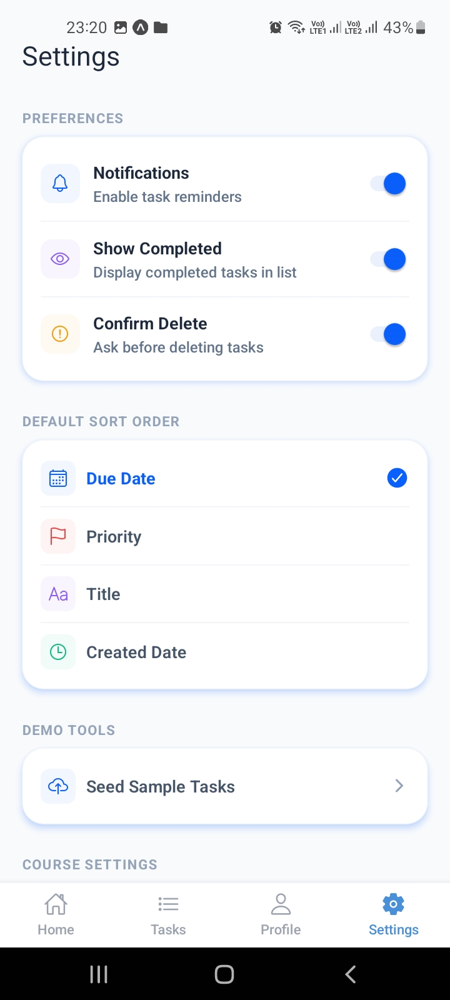 23:20
Vo)) LTE1 Vo)) LTE2 43%
Settings
PREFERENCES
Notifications
Enable task reminders
Show Completed
Display completed tasks in list
Confirm Delete
Ask before deleting tasks
DEFAULT SORT ORDER
Due Date
Priority
Aa Title
Created Date
DEMO TOOLS
Seed Sample Tasks
COURSE SETTINGS
Home Tasks Profile Settings